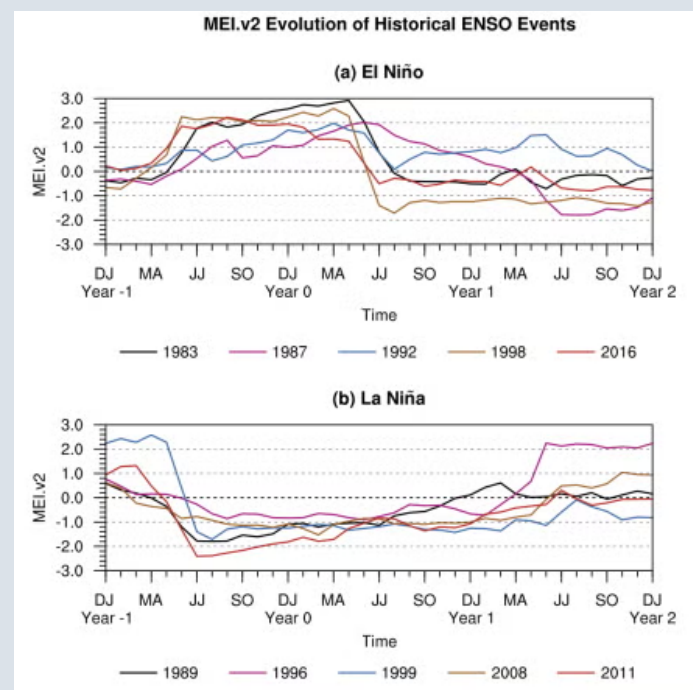 MEI.v2 Evolution of Historical ENSO Events
(a) El Niño
MEI.v2
3.0
2.0
1.0
0.0
-1.0
-2.0
-3.0
DJ MA JJ SO DJ MA JJ SO DJ MA JJ SO DJ
Year -1 Year 0 Year 1 Year 2
Time
1983 1987 1992 1998 2016
(b) La Niña
MEI.v2
3.0
2.0
1.0
0.0
-1.0
-2.0
-3.0
DJ MA JJ SO DJ MA JJ SO DJ MA JJ SO DJ
Year -1 Year 0 Year 1 Year 2
Time
1989 1996 1999 2008 2011